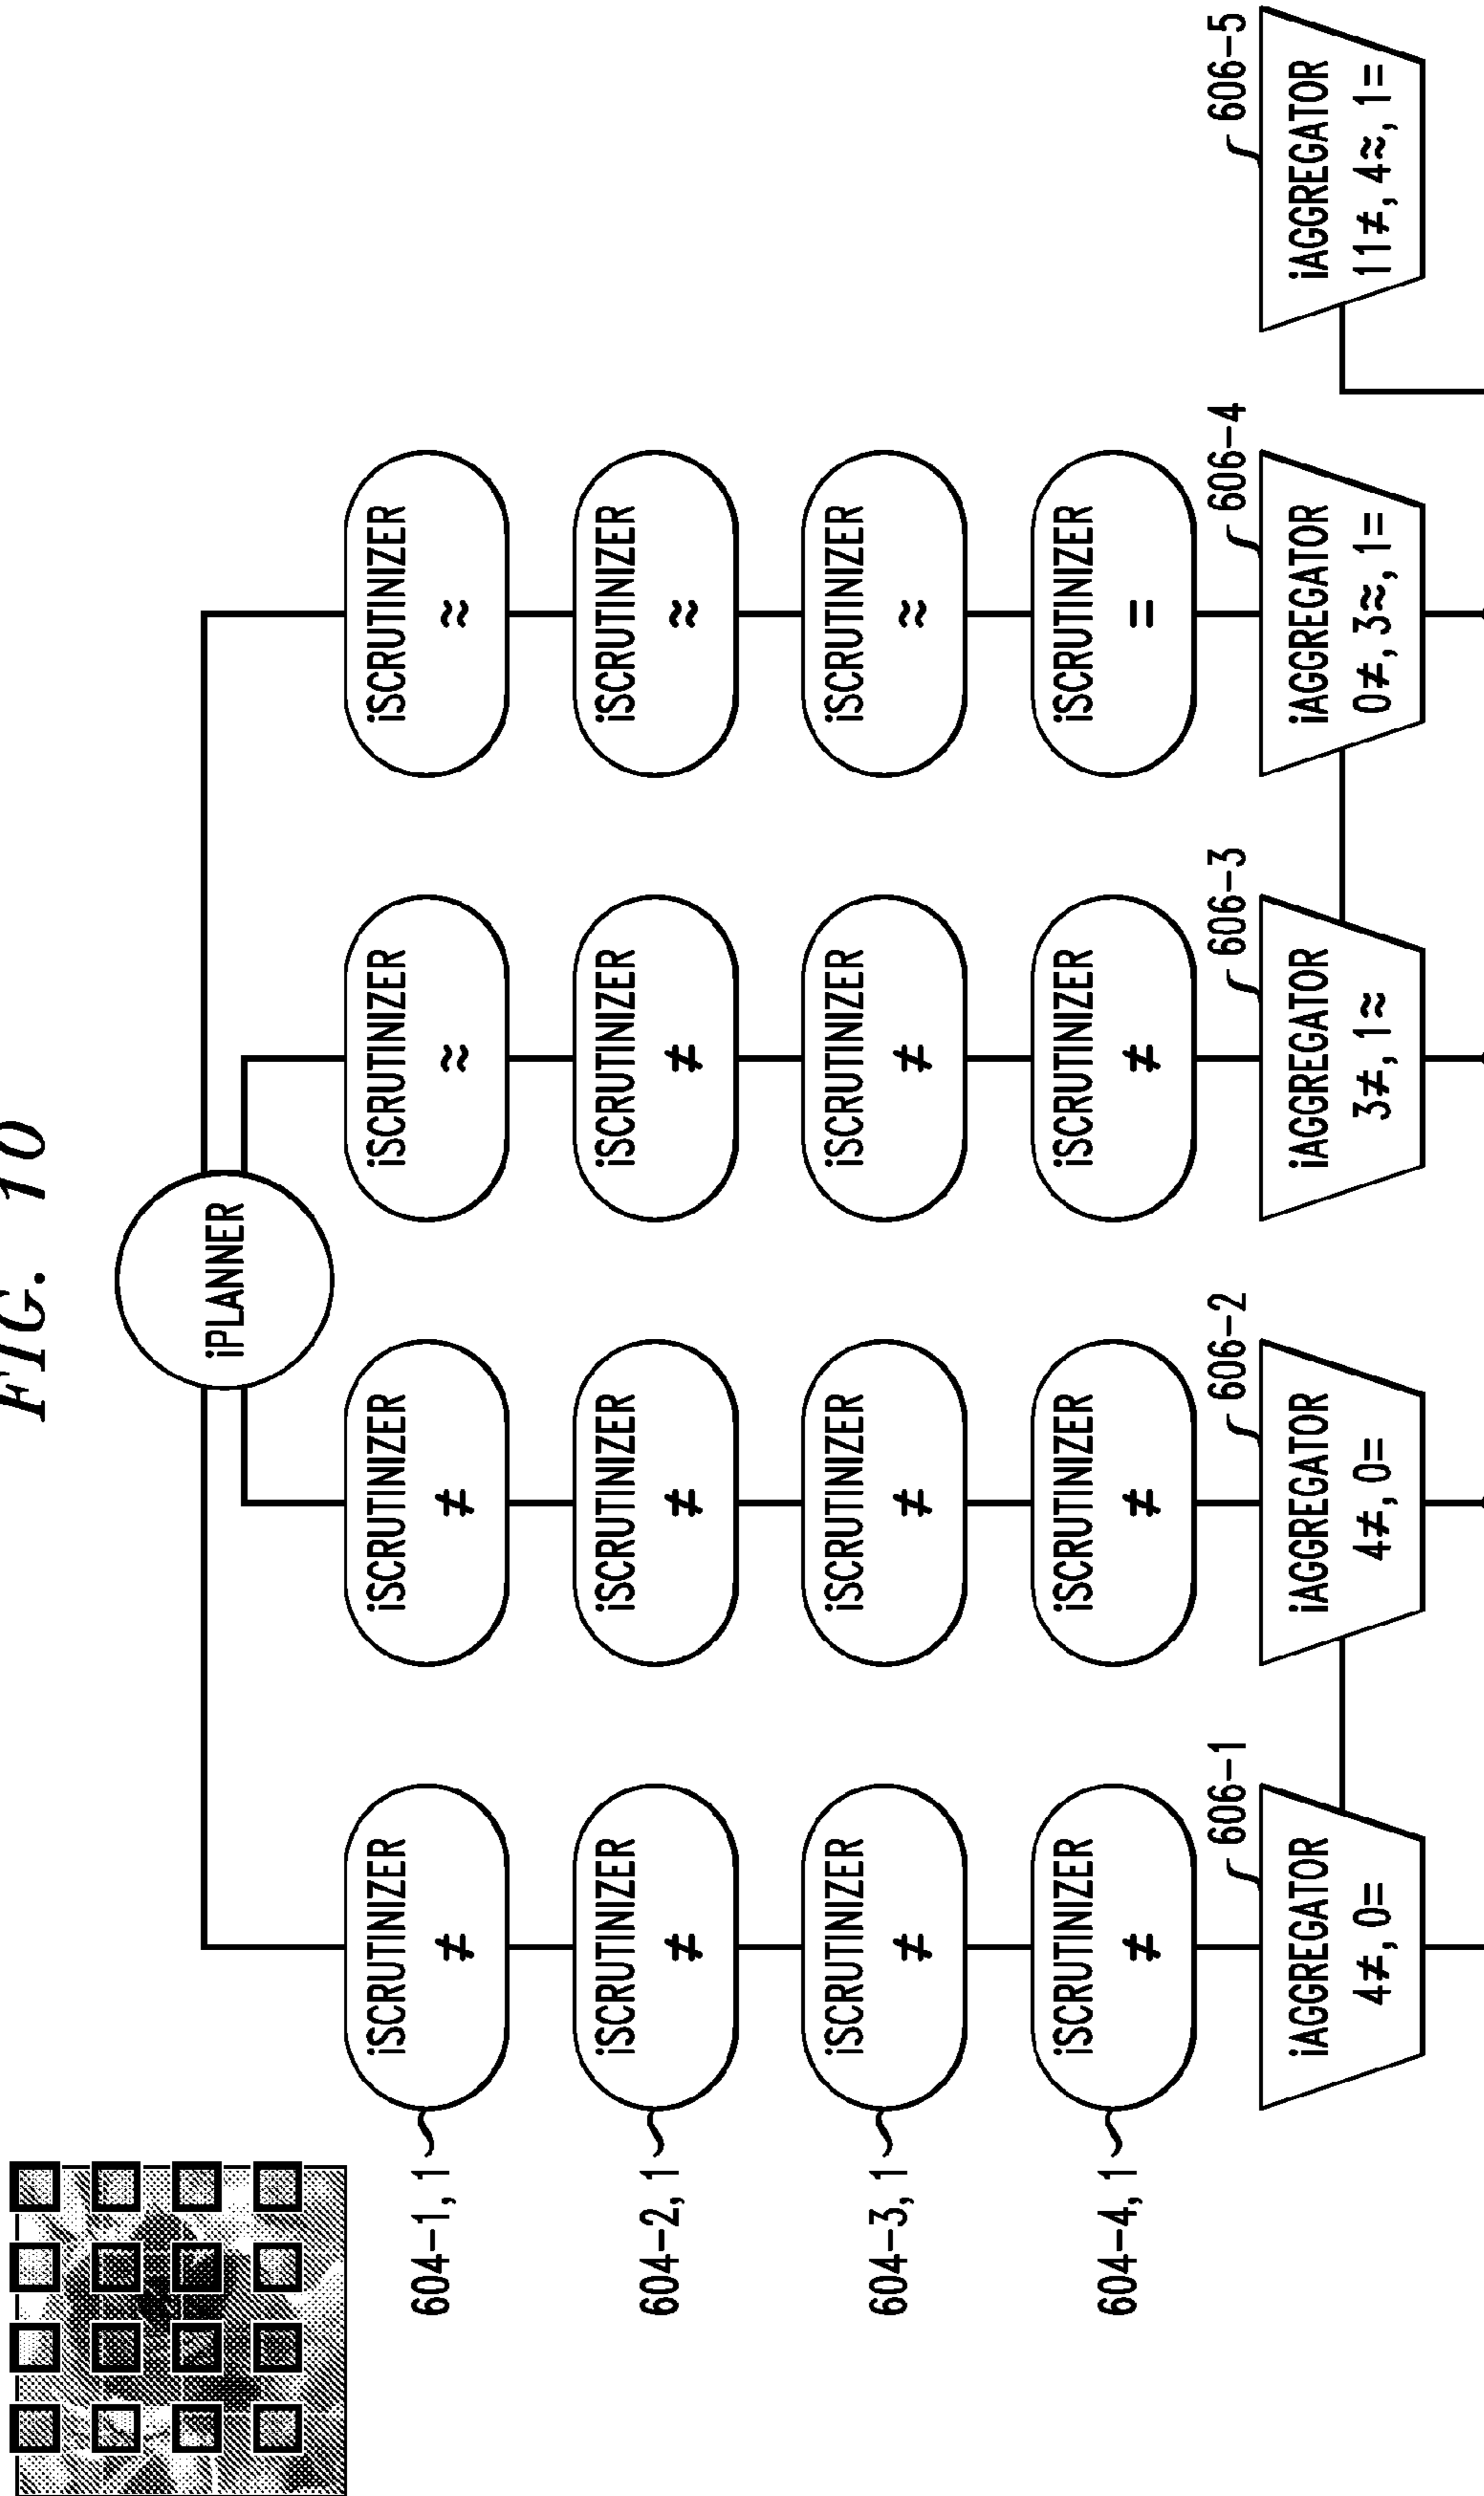 FIG. 10
iPLANNER
iSCRUTINIZER iSCRUTINIZER iSCRUTINIZER iSCRUTINIZER
604-1, 1 ≠ ≠ ≈ ≈
iSCRUTINIZER iSCRUTINIZER iSCRUTINIZER iSCRUTINIZER
604-2, 1 ≠ ≠ ≠ ≈
iSCRUTINIZER iSCRUTINIZER iSCRUTINIZER iSCRUTINIZER
604-3, 1 ≠ ≠ ≠ ≈
iSCRUTINIZER iSCRUTINIZER iSCRUTINIZER iSCRUTINIZER
604-4, 1 ≠ ≠ ≠ =
606-1 606-2 606-3 606-4 606-5
iAGGREGATOR iAGGREGATOR iAGGREGATOR iAGGREGATOR iAGGREGATOR
4≠, 0= 4≠, 0= 3≠, 1≈ 0≠, 3≈, 1= 11≠, 4≈, 1=